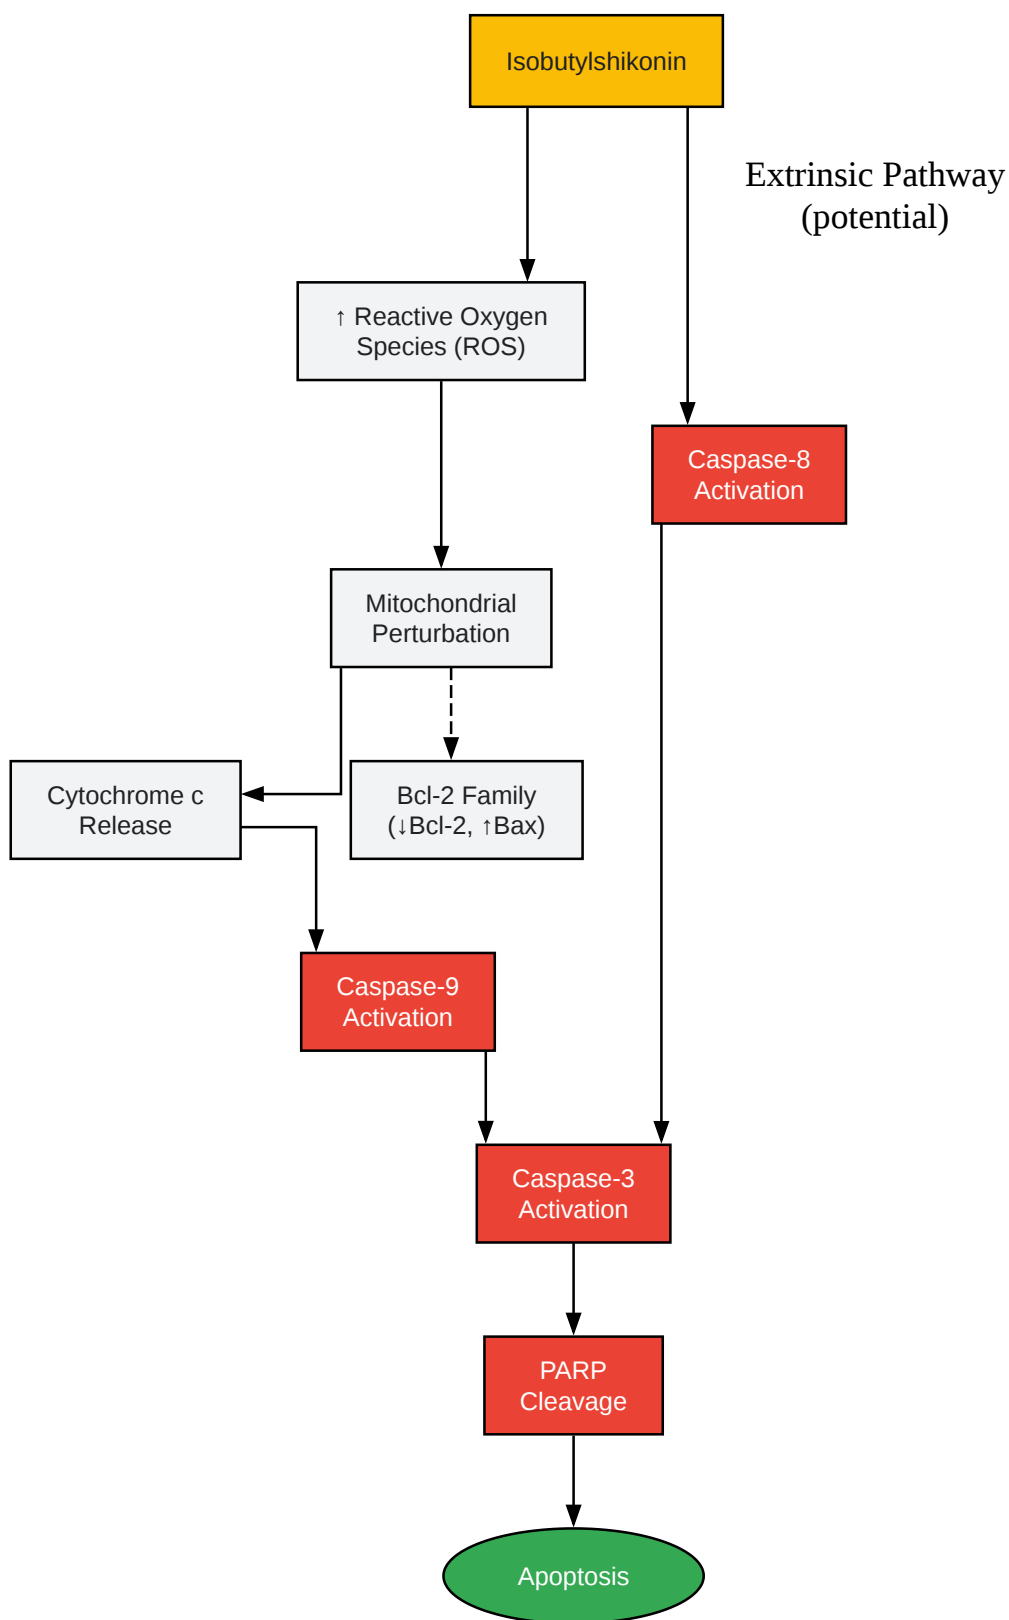 Isobutylshikonin
Extrinsic Pathway
(potential)
↑ Reactive Oxygen
Species (ROS)
Caspase-8
Activation
Mitochondrial
Perturbation
Cytochrome c
Release
Bcl-2 Family
(↓Bcl-2, ↑Bax)
Caspase-9
Activation
Caspase-3
Activation
PARP
Cleavage
Apoptosis